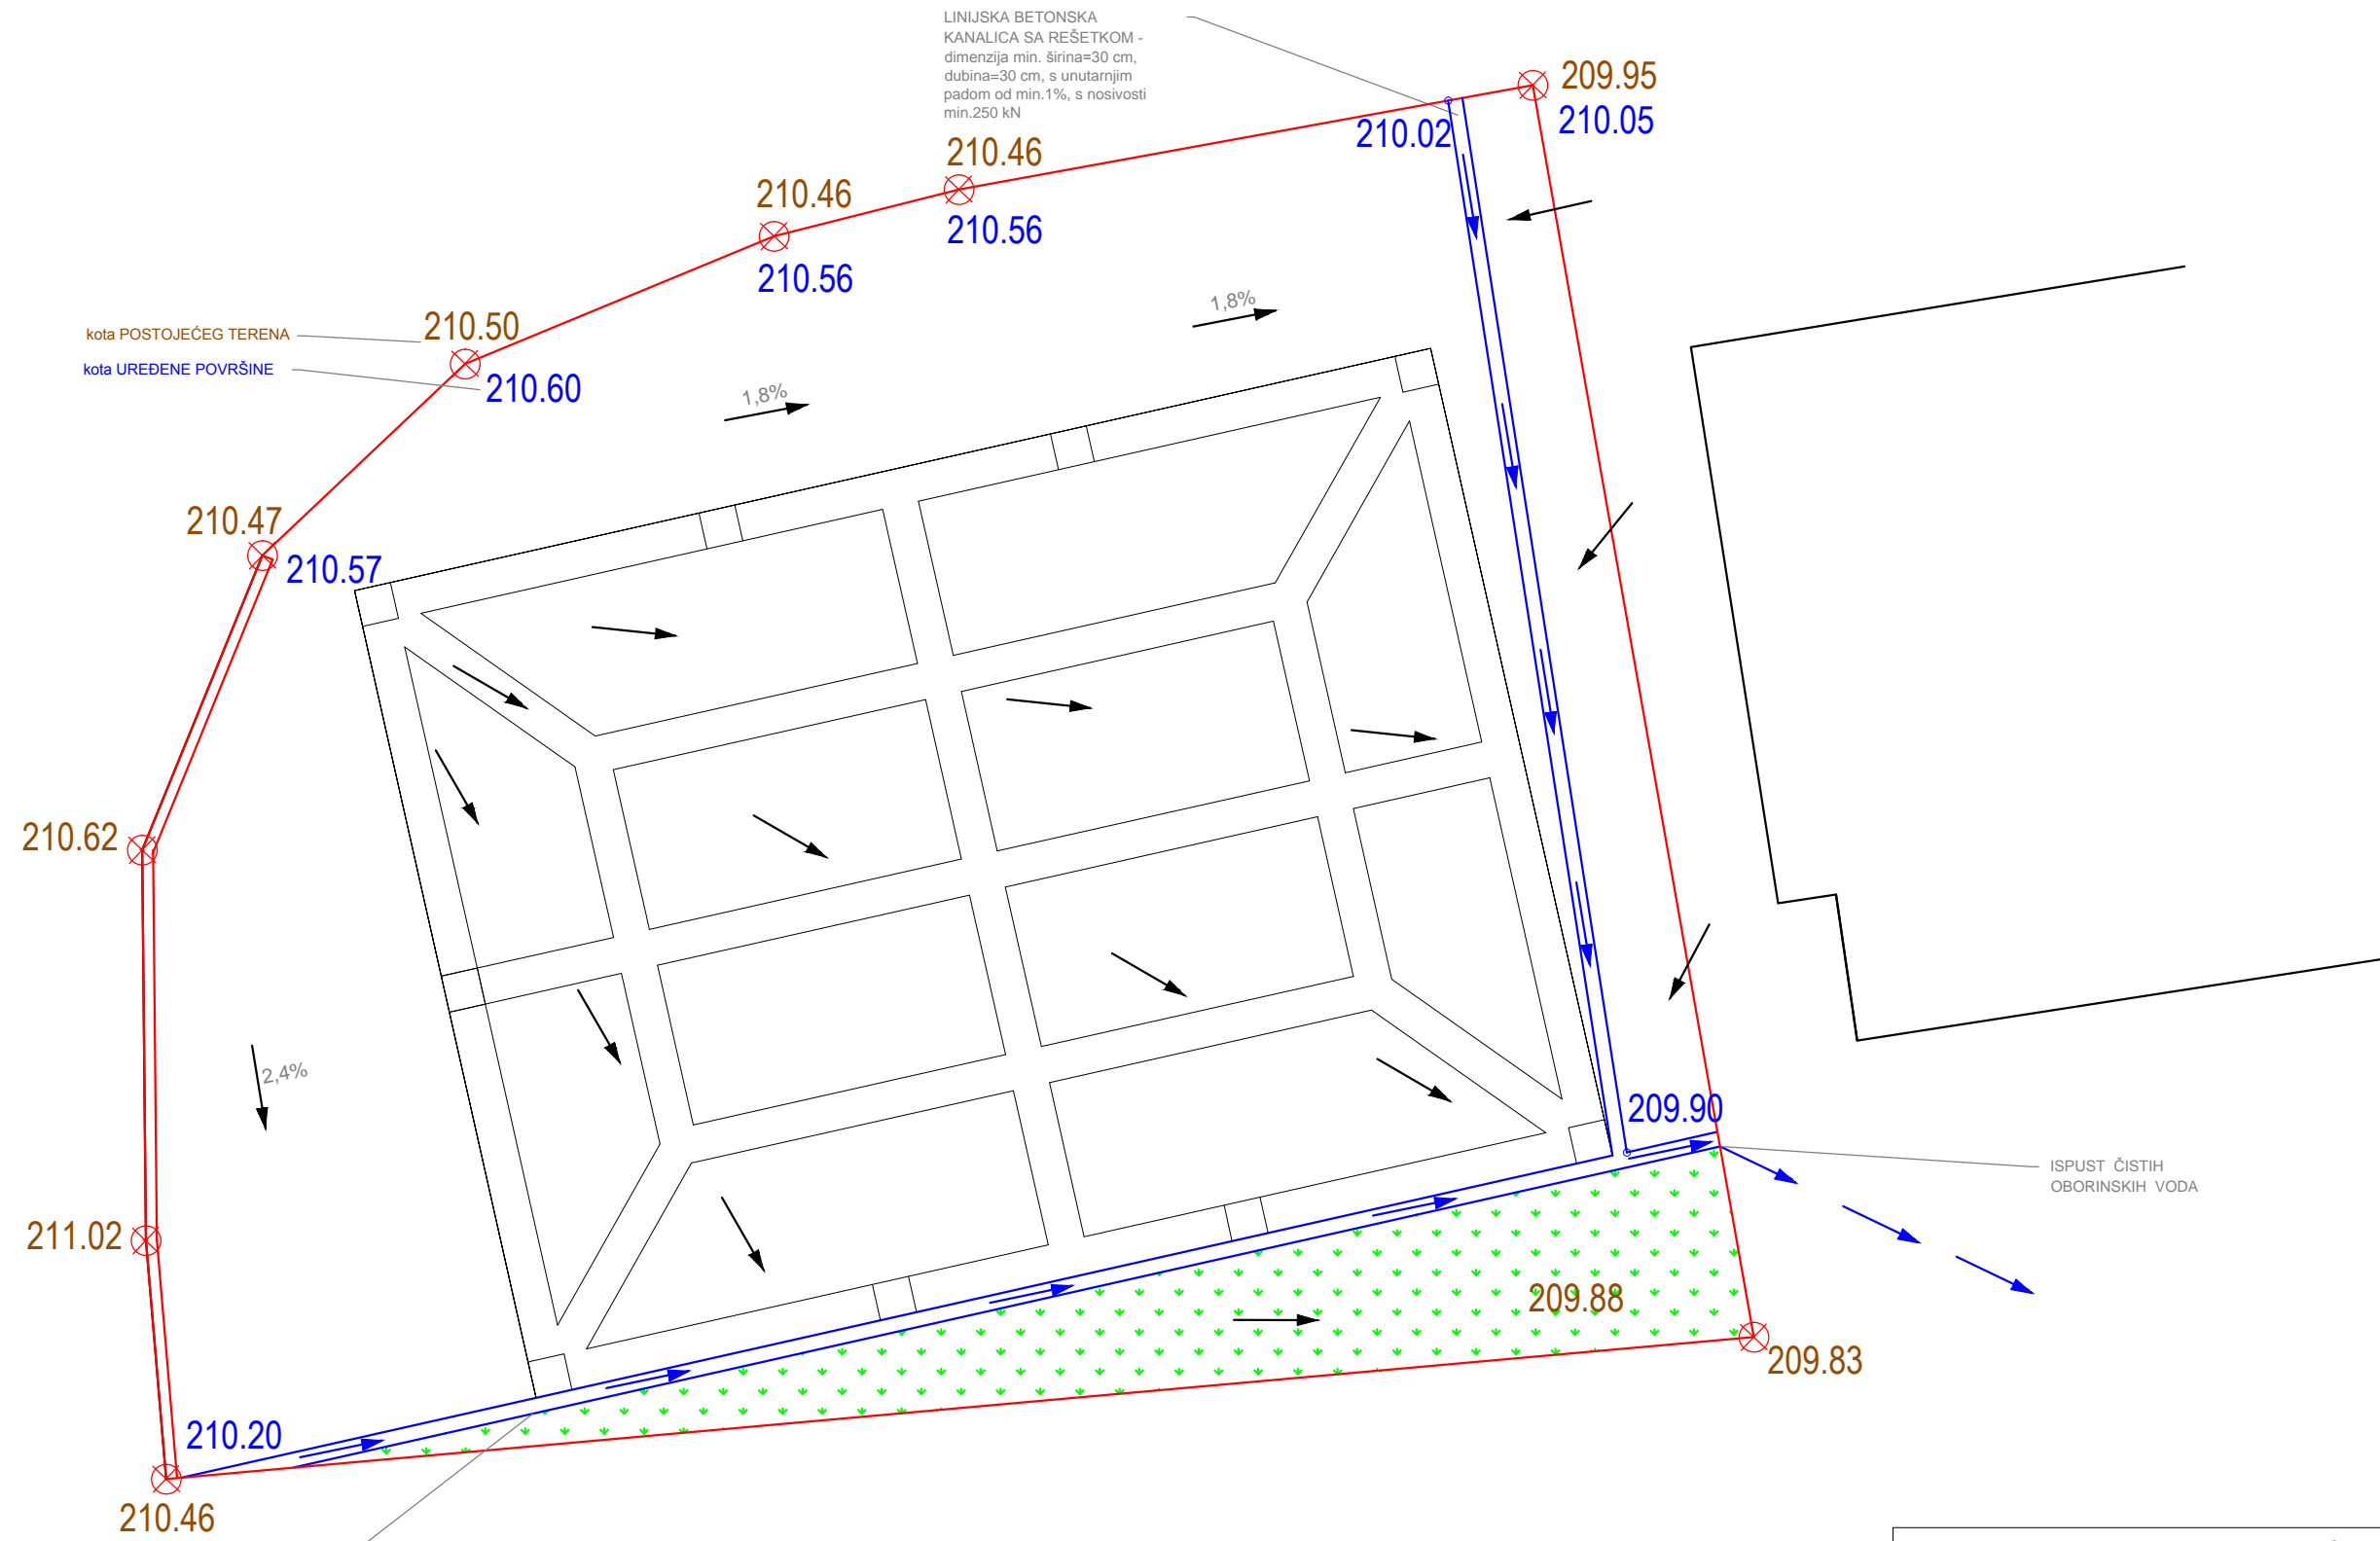 LINIJSKA BETONSKA
KANALICA SA REŠETKOM -
dimenzija min. širina=30 cm,
dubina=30 cm, s unutarnjim
padom od min.1%, s nosivosti
min.250 kN
209.95
210.05
210.02
210.46
210.56
210.46
210.56
1,8%
kota POSTOJEĆEG TERENA
210.50
kota UREĐENE POVRŠINE
210.60
1,8%
210.47
210.57
210.62
2,4%
209.90
ISPUST ČISTIH
OBORINSKIH VODA
211.02
209.88
209.83
210.20
210.46